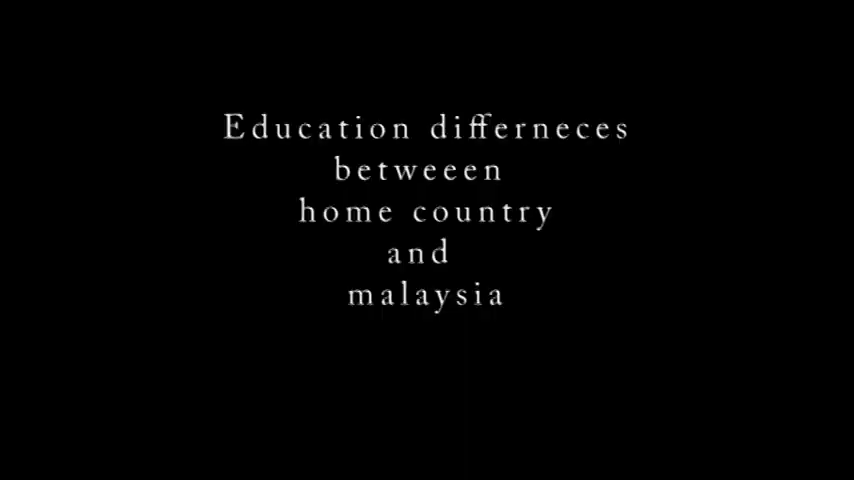 Education differneces
betweeen
home country
and
malaysia